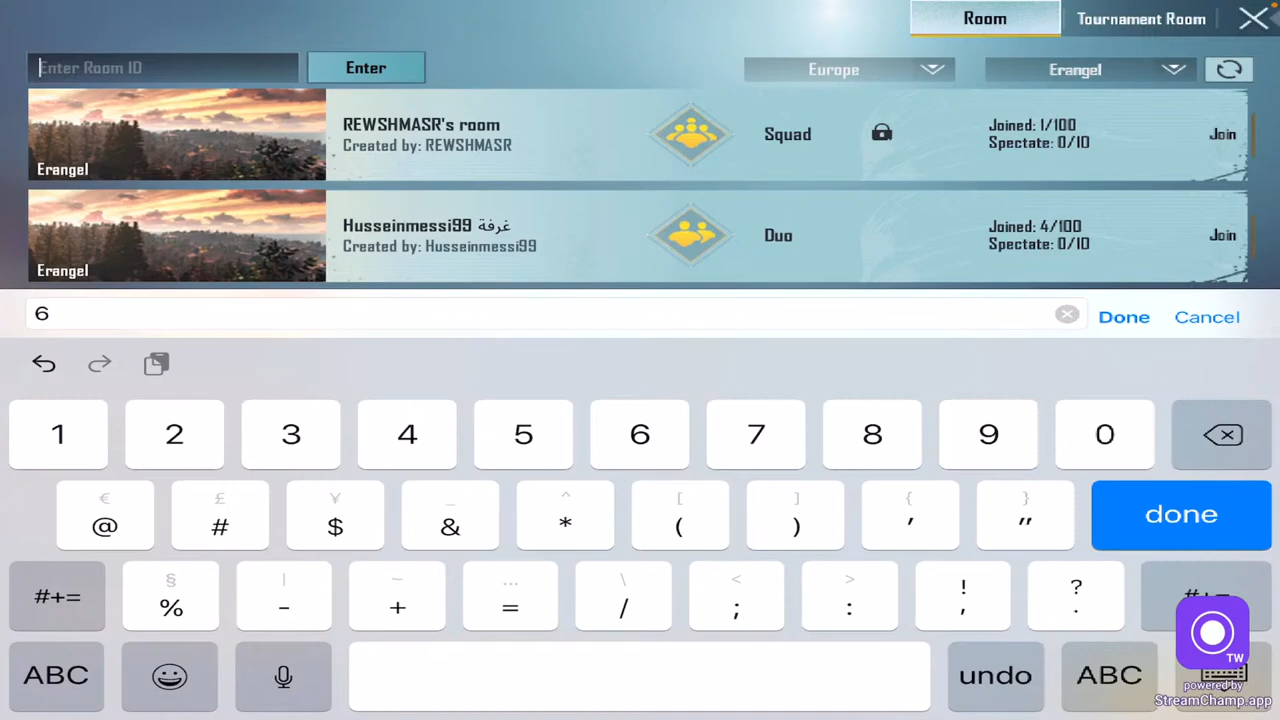 Room
Tournament Room
Enter Room ID
Enter
Europe
Erangel
REWSHMASR's room
Created by: REWSHMASR
Squad
Joined: 1/100
Spectate: 0/10
Join
Erangel
Husseinmessi99 غرفة
Created by: Husseinmessi99
Duo
Joined: 4/100
Spectate: 0/10
Join
Erangel
6
Done
Cancel
1 2 3 4 5 6 7 8 9 0
€ £ ¥ _ ^ [ ] { }
@ # $ & * ( ) ' "
done
§ | ~ … \ < > ! ?
#+= % - + = / ; : , . #+=
ABC
undo
ABC
TW
powered by
StreamChamp.app